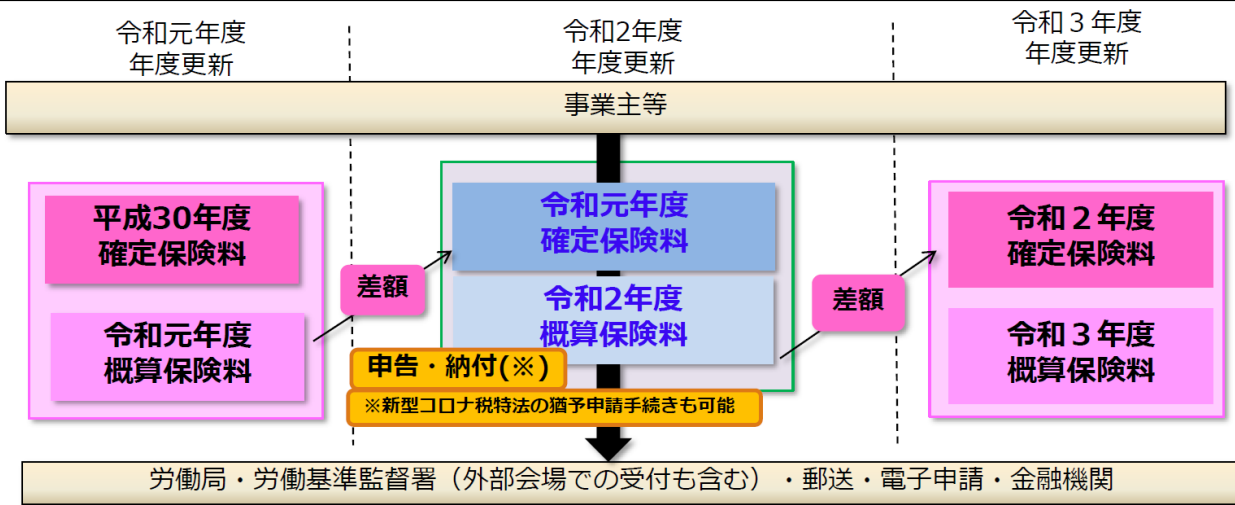 令和元年度
年度更新
令和2年度
年度更新
令和３年度
年度更新
事業主等
平成30年度
確定保険料
令和元年度
概算保険料
差額
令和元年度
確定保険料
令和2年度
概算保険料
申告・納付(※)
※新型コロナ税特法の猶予申請手続きも可能
差額
令和２年度
確定保険料
令和３年度
概算保険料
労働局・労働基準監督署（外部会場での受付も含む）・郵送・電子申請・金融機関